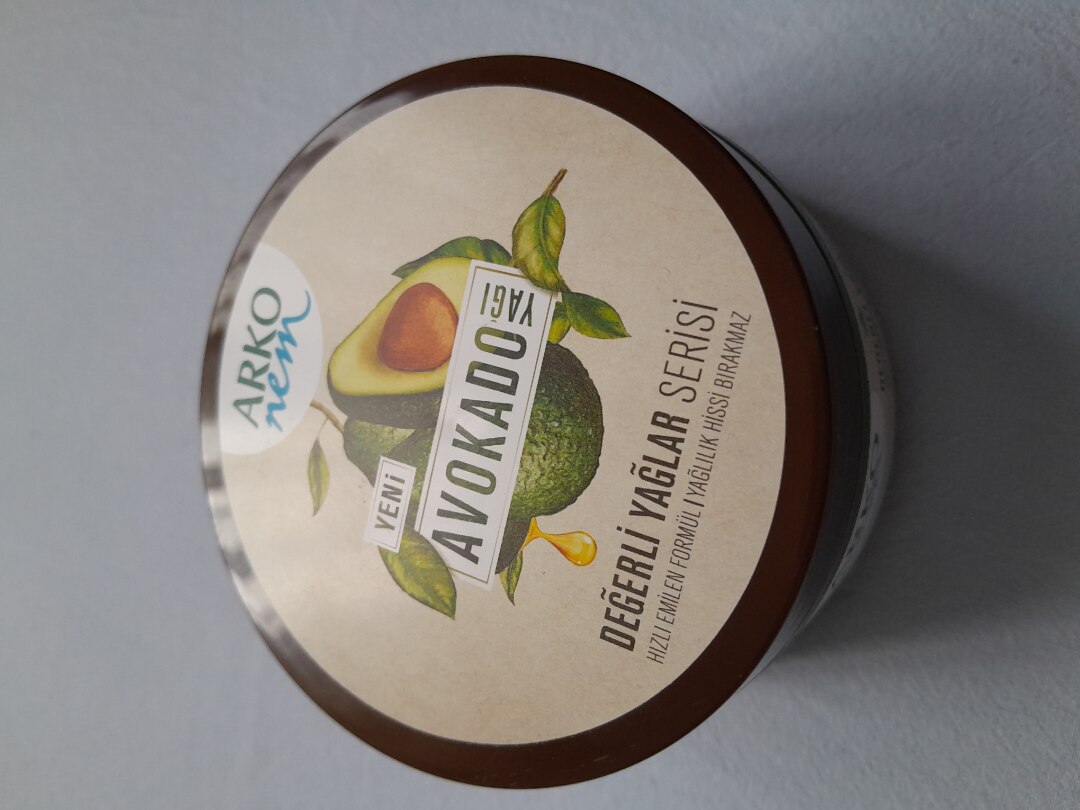 ARKO
nem
YENİ
AVOKADO
YAĞI
DEĞERLİ YAĞLAR SERİSİ
HIZLI EMİLEN FORMÜL | YAĞLILIK HİSSİ BIRAKMAZ